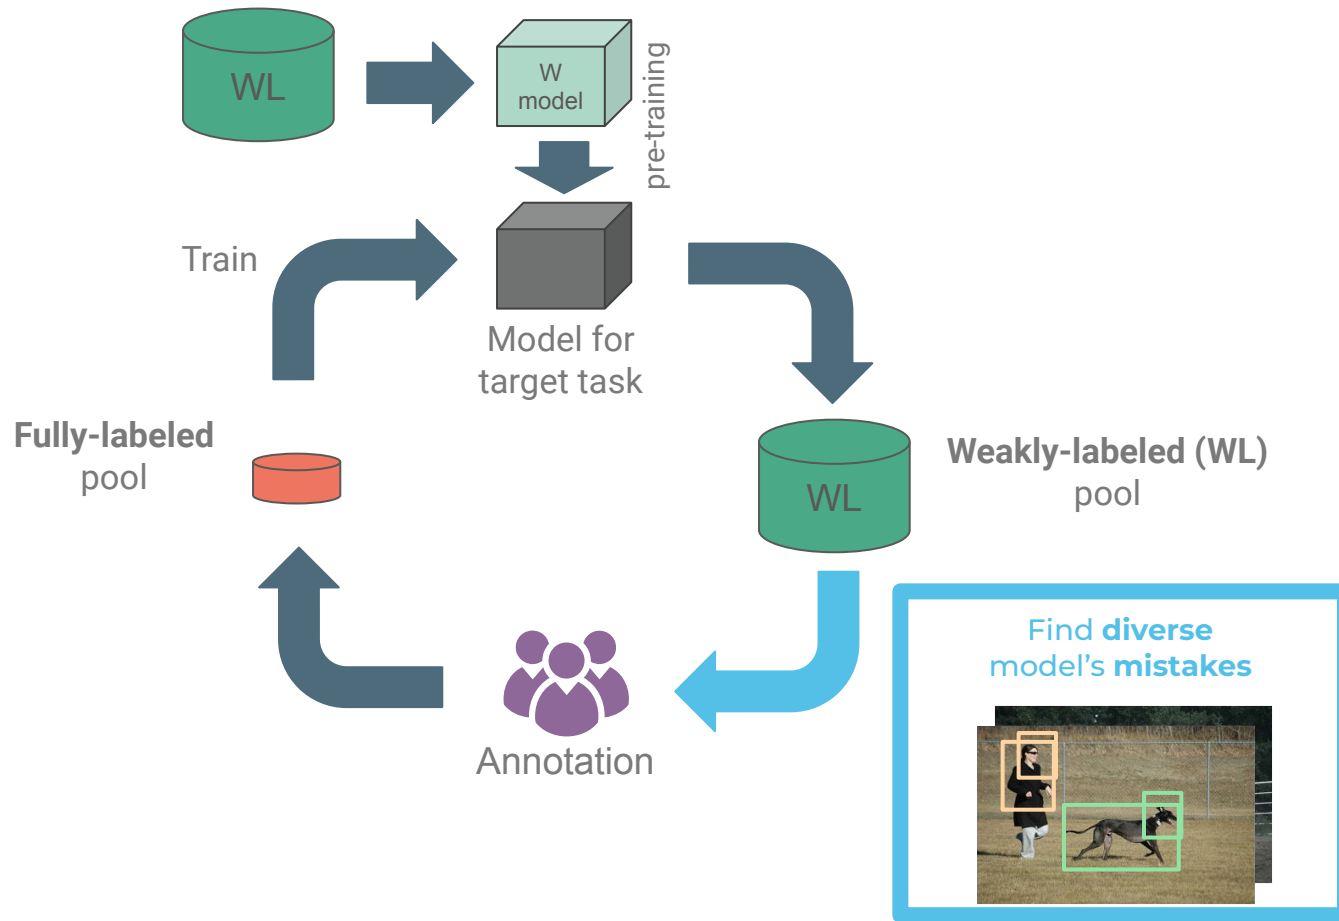 WL
W
model
pre-training
Train
Model for
target task
Fully-labeled
pool
WL
Weakly-labeled (WL)
pool
Annotation
Find diverse
model's mistakes